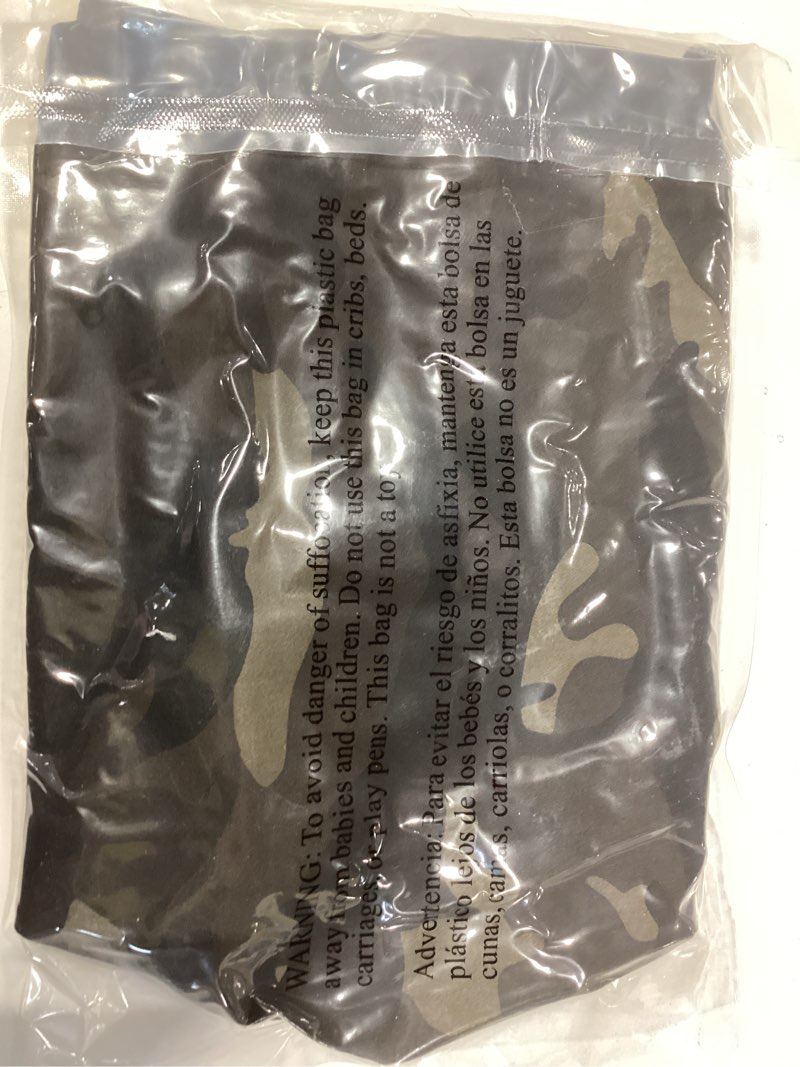 WARNING: To avoid danger of suffocation, keep this plastic bag
away from babies and children. Do not use this bag in cribs, beds.
carriages, or play pens. This bag is not a toy
Advertencia: Para evitar el riesgo de asfixia, mantenga esta bolsa de
plástico lejos de los bebés y los niños. No utilice esta bolsa en las
cunas, camas, carriolas, o corralitos. Esta bolsa no es un juguete.